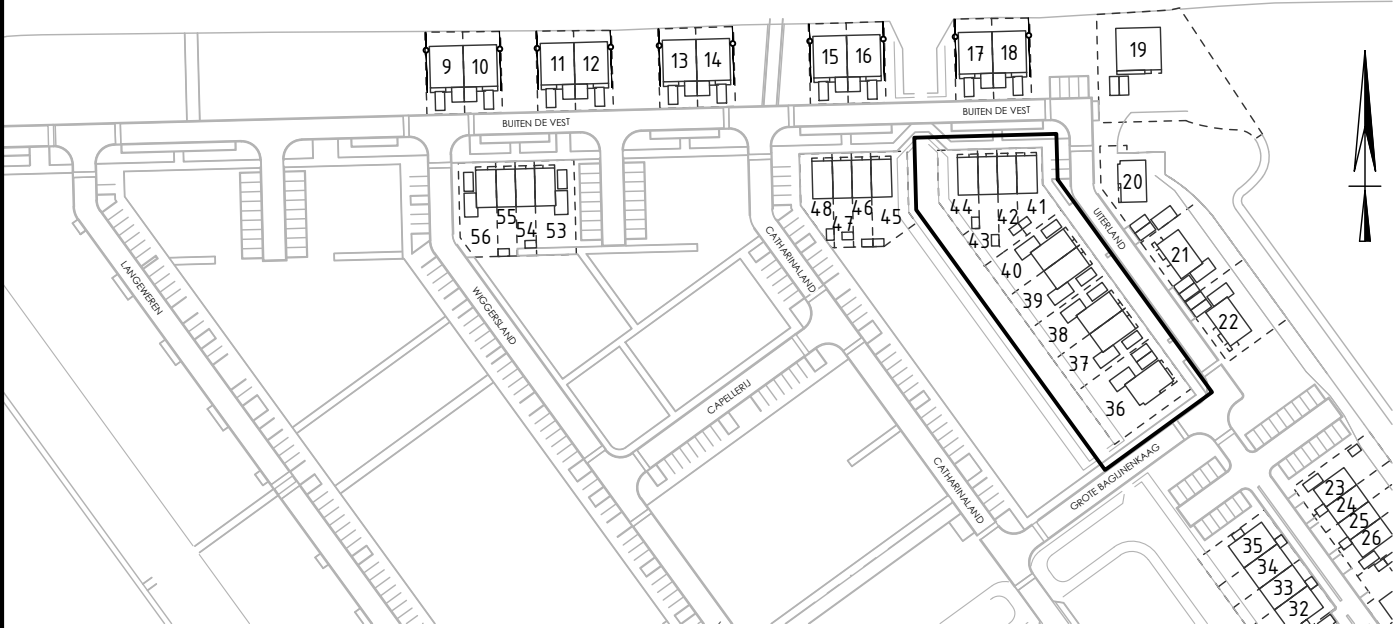 9 10 11 12 13 14 15 16 17 18 19
BUITEN DE VEST
BUITEN DE VEST
20
48 47 46 45
44 43 42 41
56 55 54 53
21
22
40
39
38
37
36
LANGEWEREN
WIGGERSLAND
CATHARINALAND
UITERLAND
CAPELLERIJ
CATHARINALAND
GROTE BAGIJNENKAAG
23
24
25
26
35
34
33
32